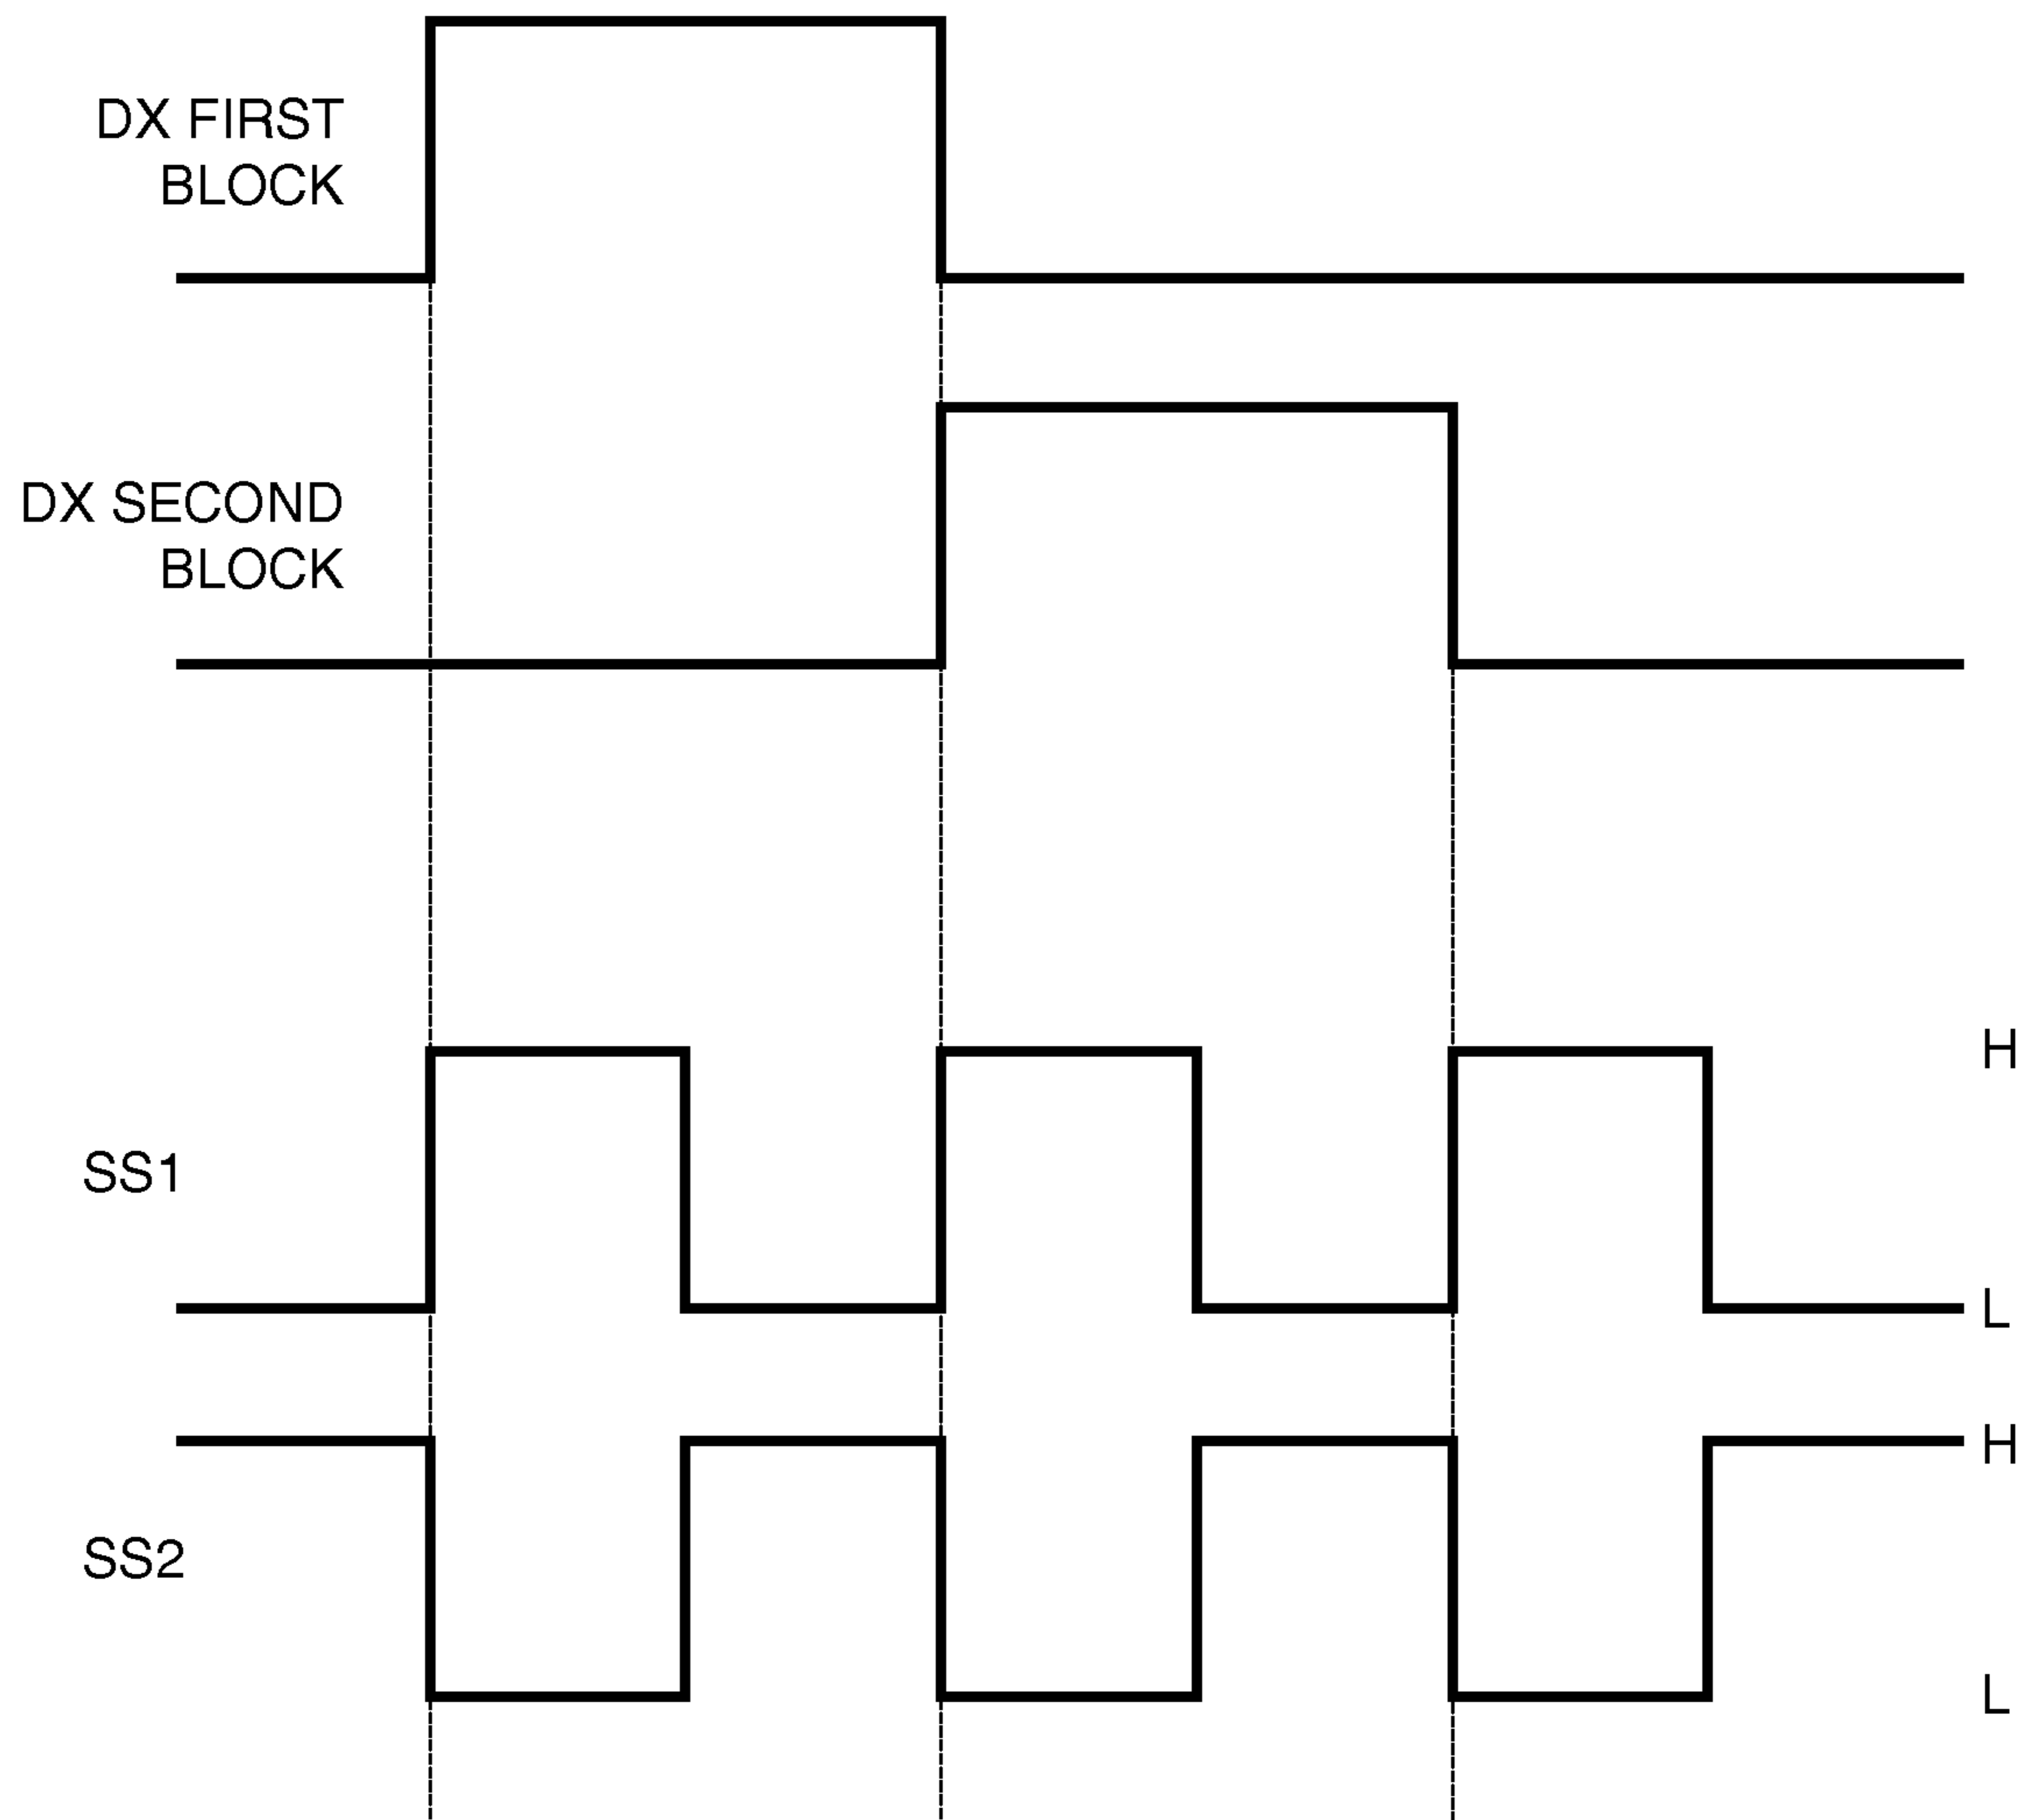 DX FIRST
BLOCK
DX SECOND
BLOCK
H
SS1
L
H
SS2
L